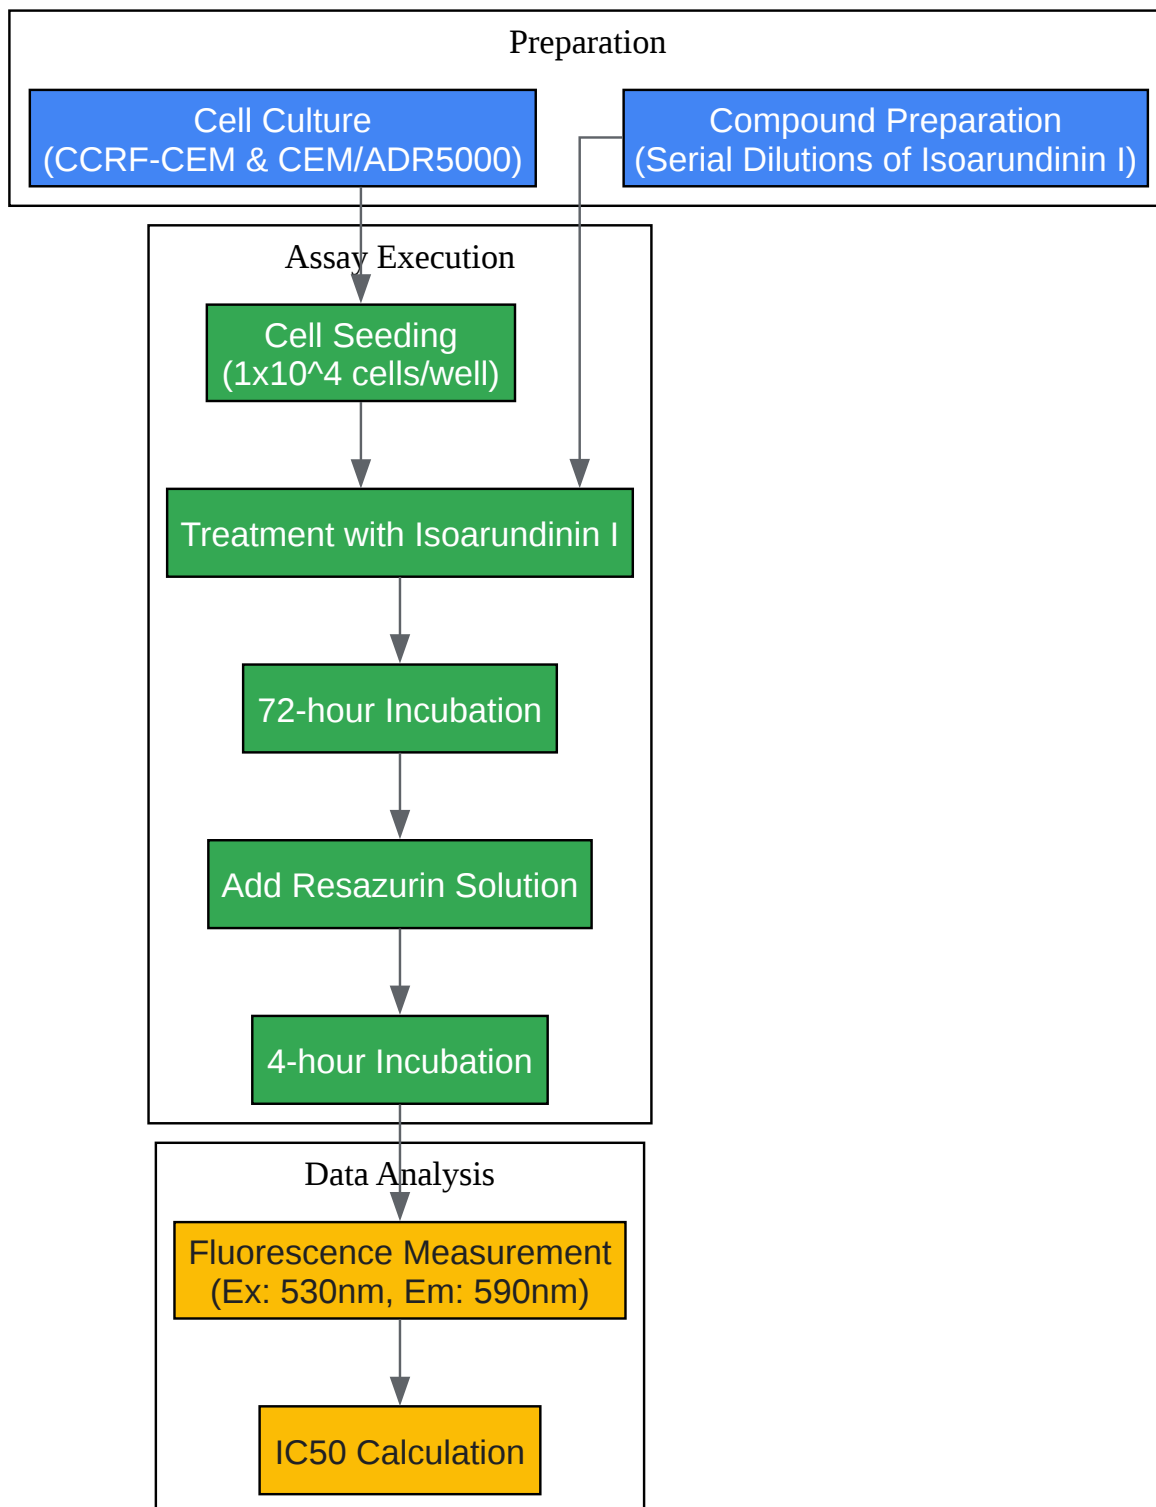 Preparation
Cell Culture
(CCRF-CEM & CEM/ADR5000)
Compound Preparation
(Serial Dilutions of Isoarundinin I)
Assay Execution
Cell Seeding
(1x10^4 cells/well)
Treatment with Isoarundinin I
72-hour Incubation
Add Resazurin Solution
4-hour Incubation
Data Analysis
Fluorescence Measurement
(Ex: 530nm, Em: 590nm)
IC50 Calculation